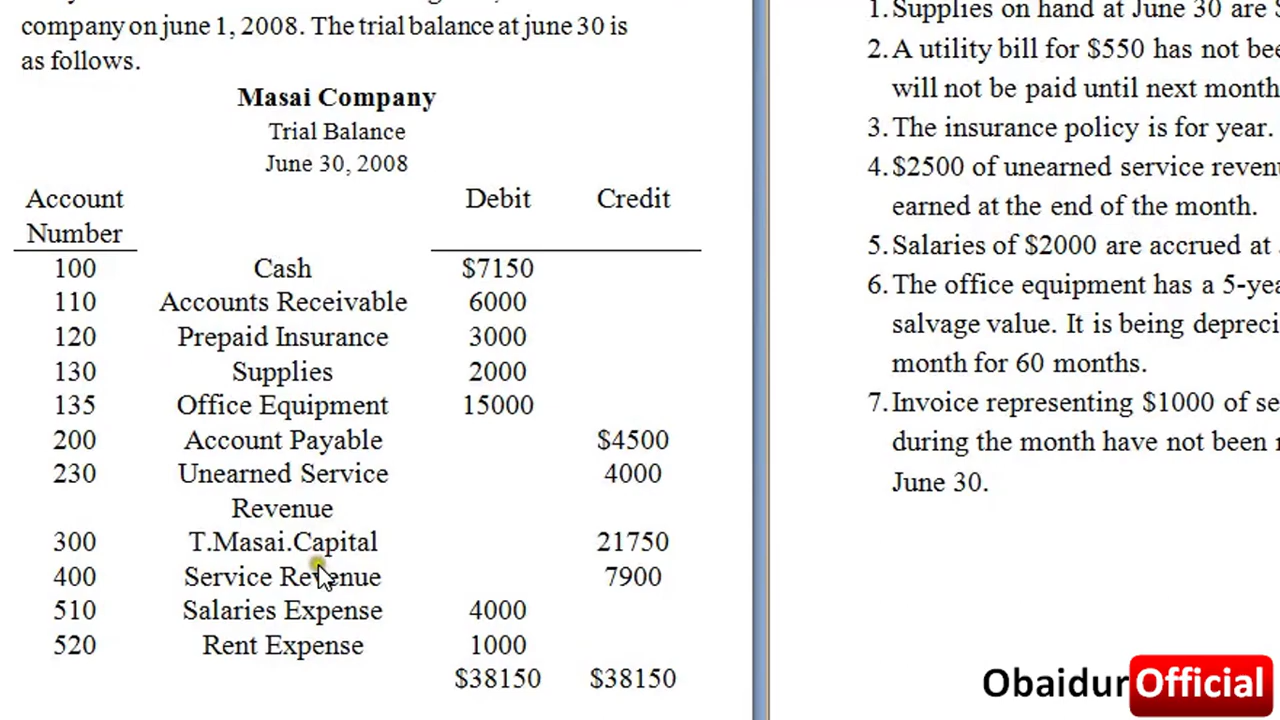 company on june 1, 2008. The trial balance at june 30 is
as follows.
Masai Company
Trial Balance
June 30, 2008
Account Number Debit Credit
100 Cash $7150
110 Accounts Receivable 6000
120 Prepaid Insurance 3000
130 Supplies 2000
135 Office Equipment 15000
200 Account Payable $4500
230 Unearned Service 4000
Revenue
300 T.Masai.Capital 21750
400 Service Revenue 7900
510 Salaries Expense 4000
520 Rent Expense 1000
$38150 $38150
1. Supplies on hand at June 30 are
2. A utility bill for $550 has not
will not be paid until next month
3. The insurance policy is for year.
4. $2500 of unearned service
earned at the end of the month.
5. Salaries of $2000 are accrued at
6. The office equipment has a
salvage value. It is being
month for 60 months.
7. Invoice representing $1000 of
during the month have not been
June 30.
Obaidur Official